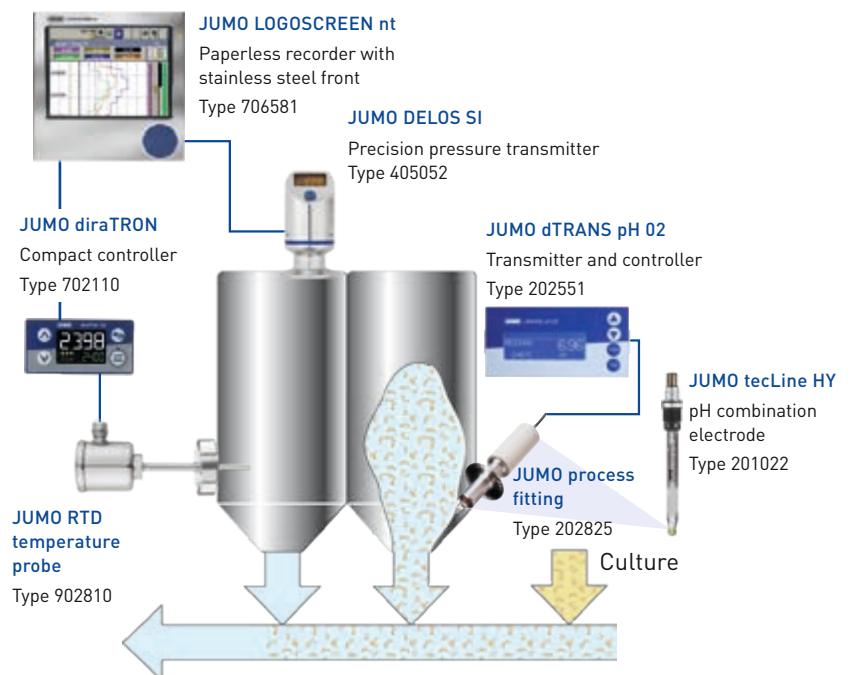 JUMO LOGOSCREEN nt
Paperless recorder with
stainless steel front
Type 706581
JUMO DELOS SI
Precision pressure transmitter
Type 405052
JUMO diraTRON
Compact controller
Type 702110
JUMO dTRANS pH 02
Transmitter and controller
Type 202551
2398
2400
696
JUMO tecLine HY
pH combination
electrode
Type 201022
JUMO process
fitting
Type 202825
JUMO RTD
temperature
probe
Type 902810
Culture